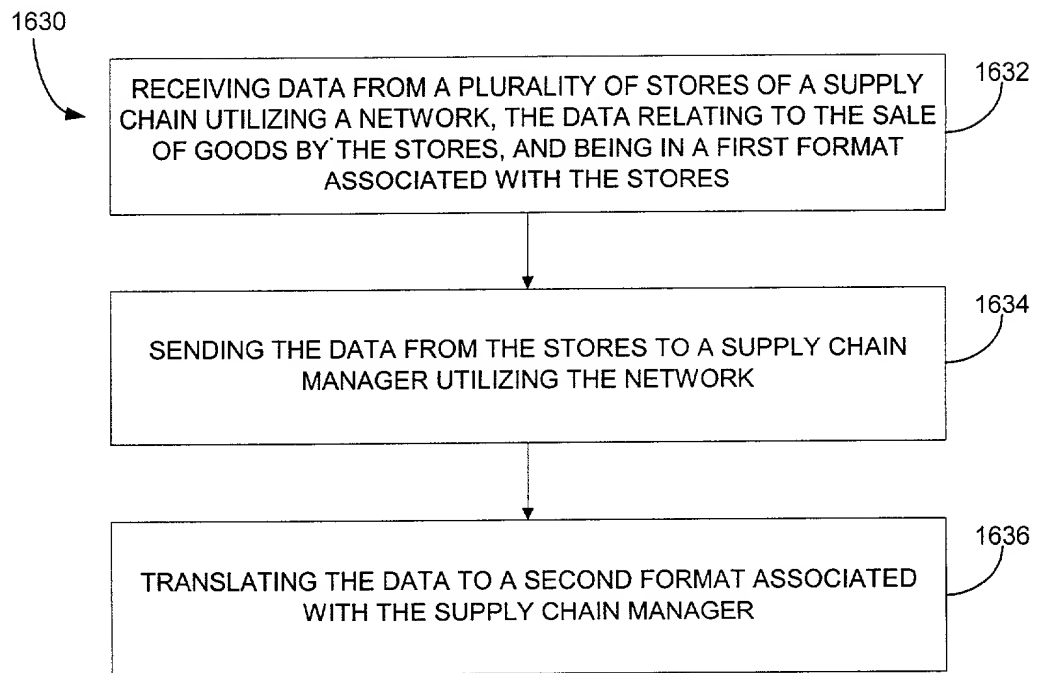 1630
RECEIVING DATA FROM A PLURALITY OF STORES OF A SUPPLY
CHAIN UTILIZING A NETWORK, THE DATA RELATING TO THE SALE
OF GOODS BY THE STORES, AND BEING IN A FIRST FORMAT
ASSOCIATED WITH THE STORES
1632
SENDING THE DATA FROM THE STORES TO A SUPPLY CHAIN
MANAGER UTILIZING THE NETWORK
1634
TRANSLATING THE DATA TO A SECOND FORMAT ASSOCIATED
WITH THE SUPPLY CHAIN MANAGER
1636